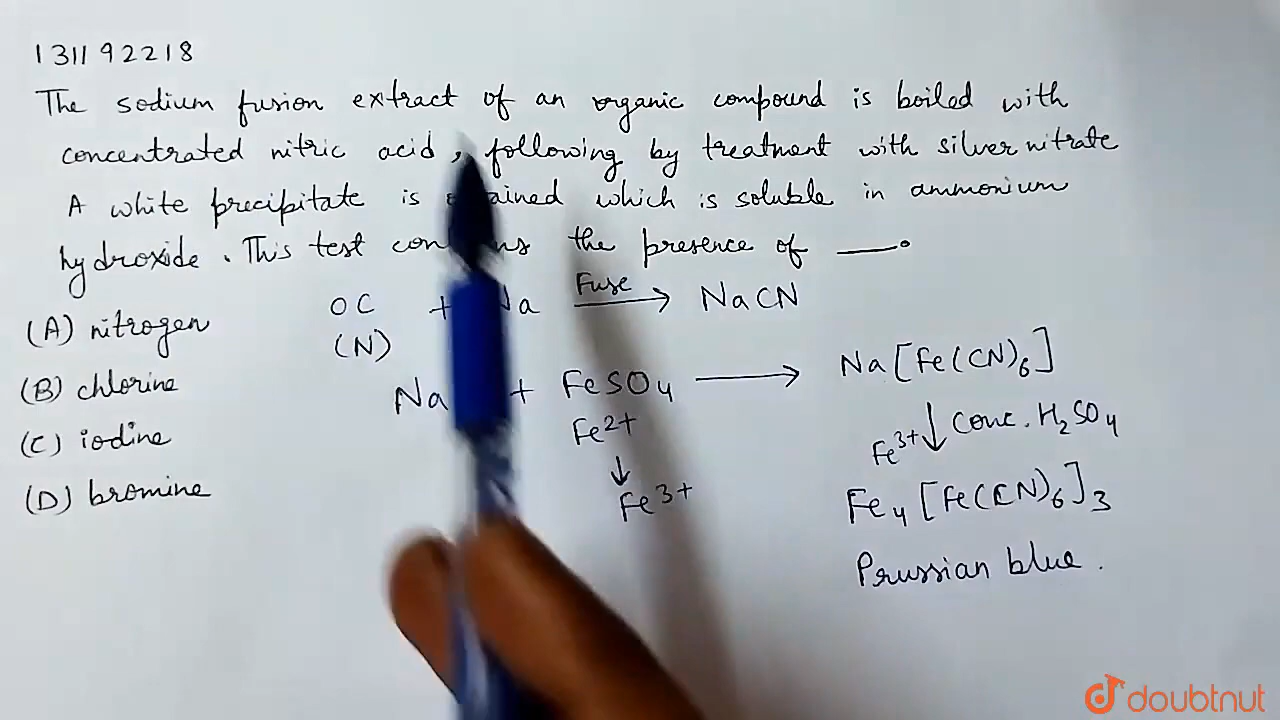 131192218
The sodium fusion extract of an organic compound is boiled with
concentrated nitric acid, following by treatment with silver nitrate
A white precipitate is which is soluble in ammonium
hydroxide. This test the presence of ___.
(A) nitrogen
(B) chlorine
(C) iodine
(D) bromine
OC + Na Fuse → NaCN
(N)
Na + FeSO4 → Na[Fe(CN)6]
Fe2+
↓
Fe3+
Fe3+ ↓ Conc. H2SO4
Fe4[Fe(CN)6]3
Prussian blue.
doubtnut